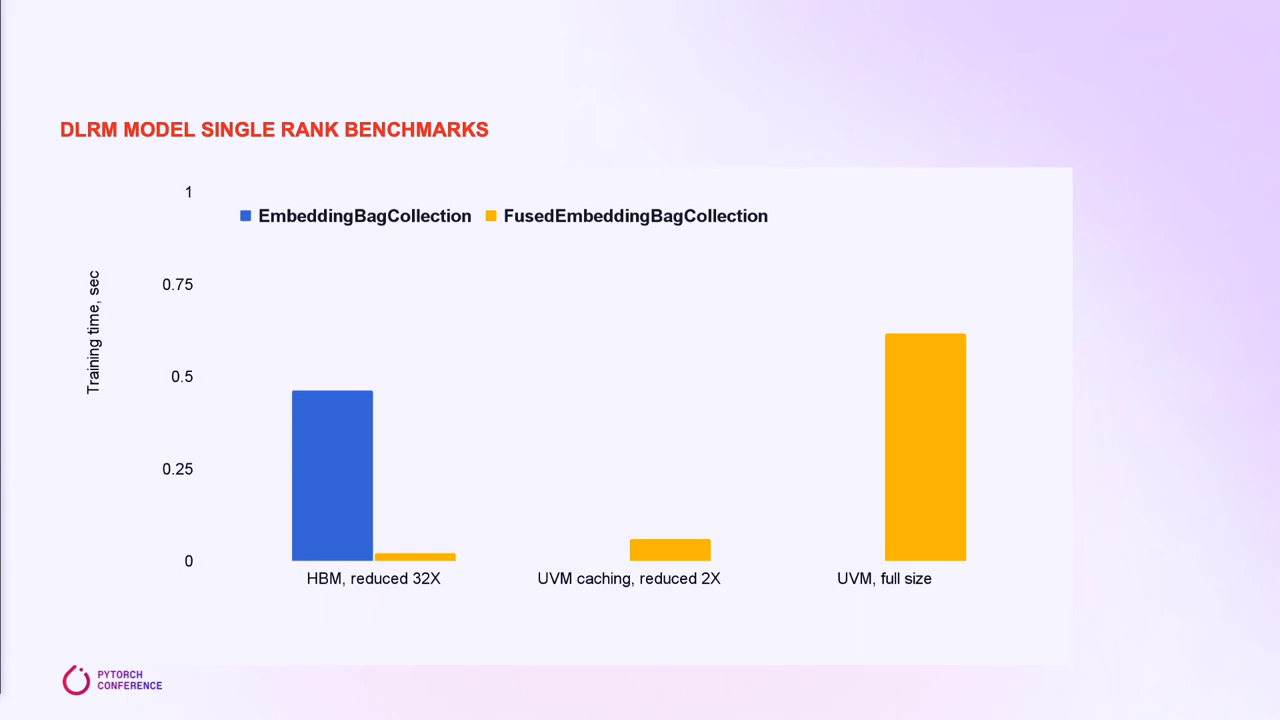 DLRM MODEL SINGLE RANK BENCHMARKS
1
EmbeddingBagCollection FusedEmbeddingBagCollection
0.75
Training time, sec
0.5
0.25
0
HBM, reduced 32X UVM caching, reduced 2X UVM, full size
PYTORCH
CONFERENCE